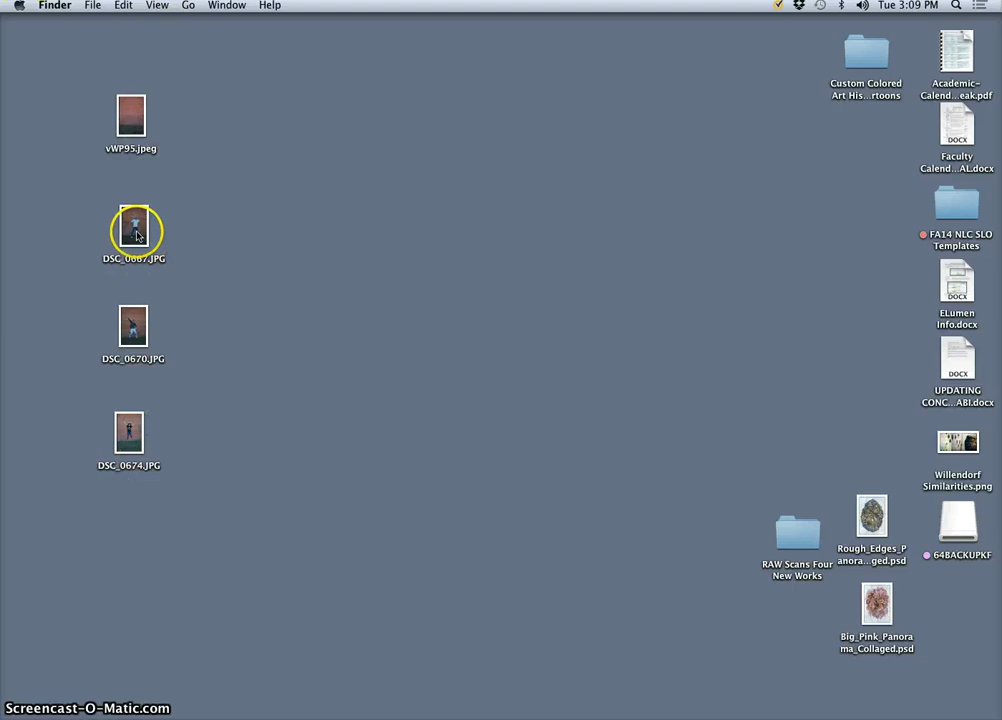 Finder File Edit View Go Window Help Tue 3:09 PM
Custom Colored
Art His...rtoons
Academic-
Calend...eak.pdf
vWP95.jpeg
DOCX
Faculty
Calend...AL.docx
DSC_0667.JPG
FA14 NLC SLO
Templates
DOCX
ELumen
Info.docx
DSC_0670.JPG
DOCX
UPDATING
CONC...ABI.docx
DSC_0674.JPG
Willendorf
Similarities.png
RAW Scans Four
New Works
Rough_Edges_P
anora...ged.psd
64BACKUPKF
Big_Pink_Panora
ma_Collaged.psd
Screencast-O-Matic.com